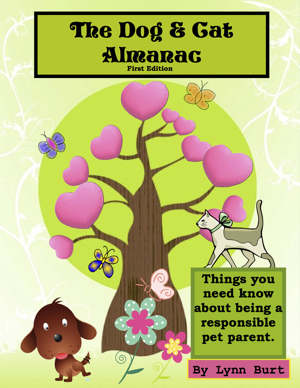 The Dog & Cat
Almanac
First Edition
Things you
need know
about being a
responsible
pet parent.
By Lynn Burt